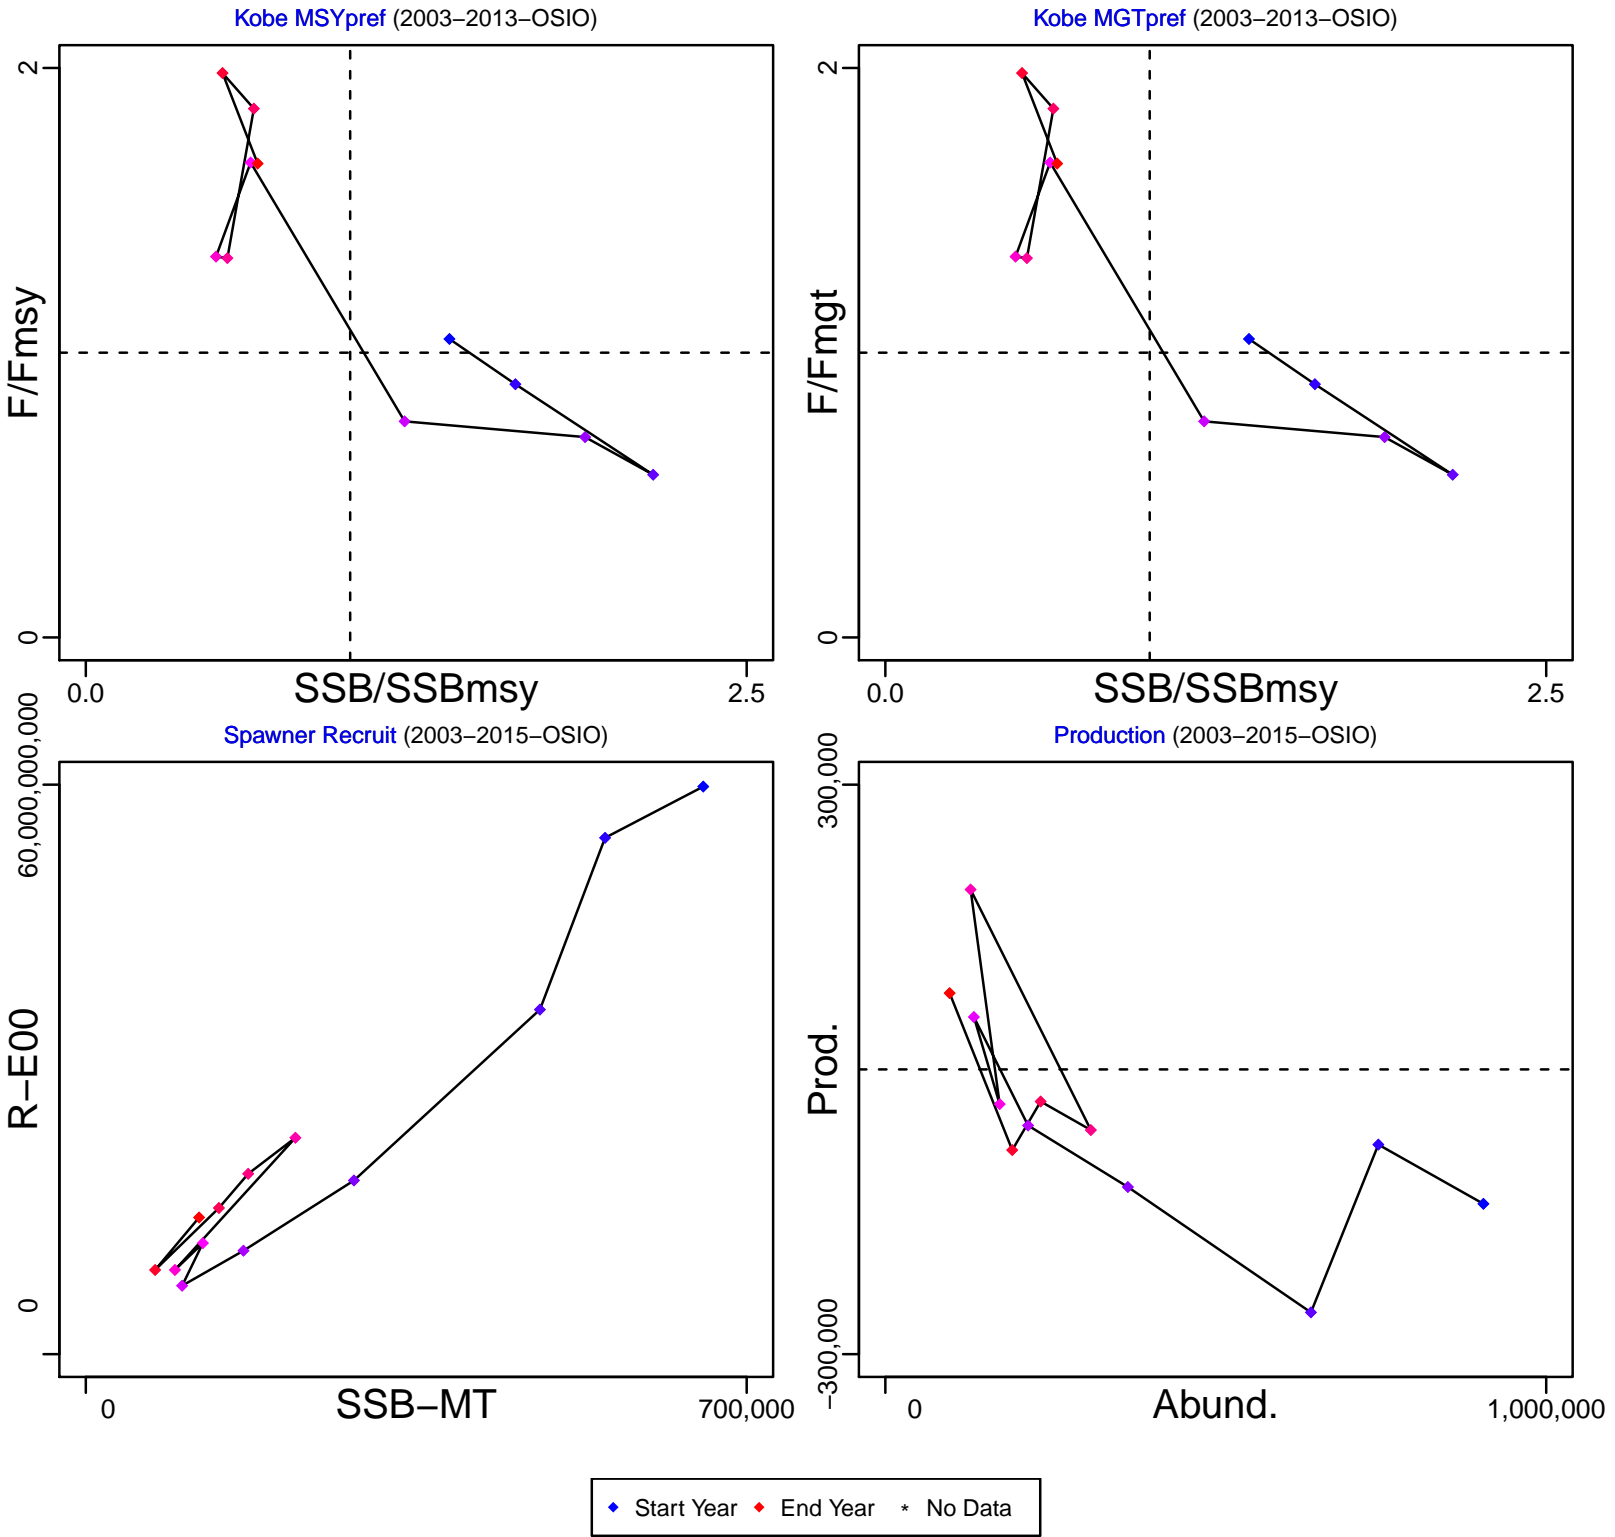 Kobe MSYpref (2003−2013−OSIO)
2
0
F/Fmsy
0.0
SSB/SSBmsy
2.5
Kobe MGTpref (2003−2013−OSIO)
2
0
F/Fmgt
0.0
SSB/SSBmsy
2.5
Spawner Recruit (2003−2015−OSIO)
60,000,000,000
0
R−E00
0
SSB−MT
700,000
Production (2003−2015−OSIO)
300,000
−300,000
Prod.
0
Abund.
1,000,000
Start Year
End Year
* No Data